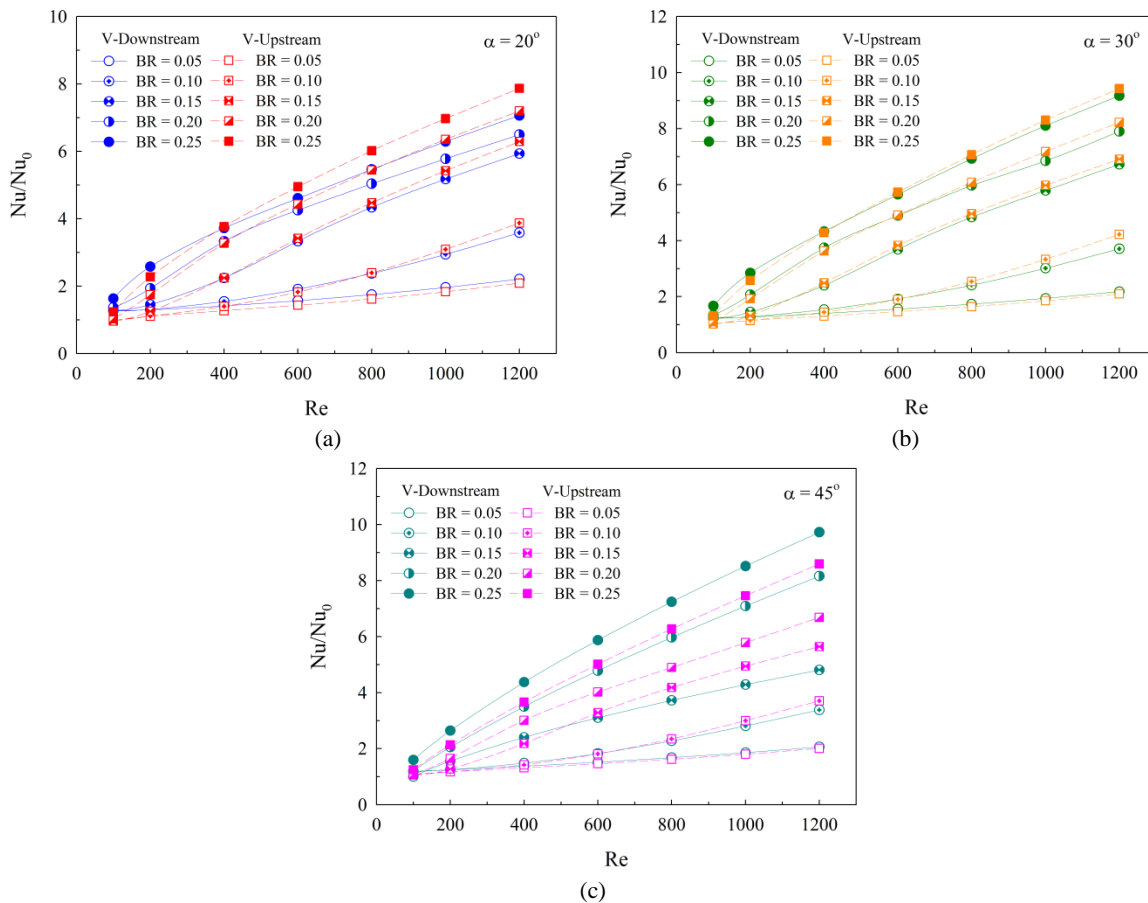 10
8
6
4
2
0
Nu/Nu₀
V-Downstream V-Upstream
BR = 0.05 BR = 0.05
BR = 0.10 BR = 0.10
BR = 0.15 BR = 0.15
BR = 0.20 BR = 0.20
BR = 0.25 BR = 0.25
α = 20°
0 200 400 600 800 1000 1200
Re
(a)
12
10
8
6
4
2
0
Nu/Nu₀
V-Downstream V-Upstream
BR = 0.05 BR = 0.05
BR = 0.10 BR = 0.10
BR = 0.15 BR = 0.15
BR = 0.20 BR = 0.20
BR = 0.25 BR = 0.25
α = 30°
0 200 400 600 800 1000 1200
Re
(b)
12
10
8
6
4
2
0
Nu/Nu₀
V-Downstream V-Upstream
BR = 0.05 BR = 0.05
BR = 0.10 BR = 0.10
BR = 0.15 BR = 0.15
BR = 0.20 BR = 0.20
BR = 0.25 BR = 0.25
α = 45°
0 200 400 600 800 1000 1200
Re
(c)